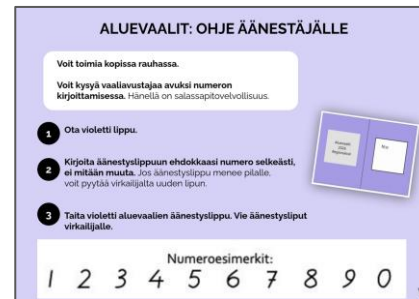 ALUEVAALIT: OHJE ÄÄNESTÄJÄLLE
Voit toimia kopissa rauhassa.
Voit kysyä vaaliavustajaa avuksi numeron
kirjoittamisessa. Hänellä on salassapitovelvollisuus.
1 Ota violetti lippu.
2 Kirjoita äänestyslippuun ehdokkaasi numero selkeästi,
ei mitään muuta. Jos äänestyslippu menee pilalle,
voit pyytää virkailijalta uuden lipun.
3 Taita violetti aluevaalien äänestyslippu. Vie äänestysliput
virkailijalle.
Numeroesimerkit:
1 2 3 4 5 6 7 8 9 0